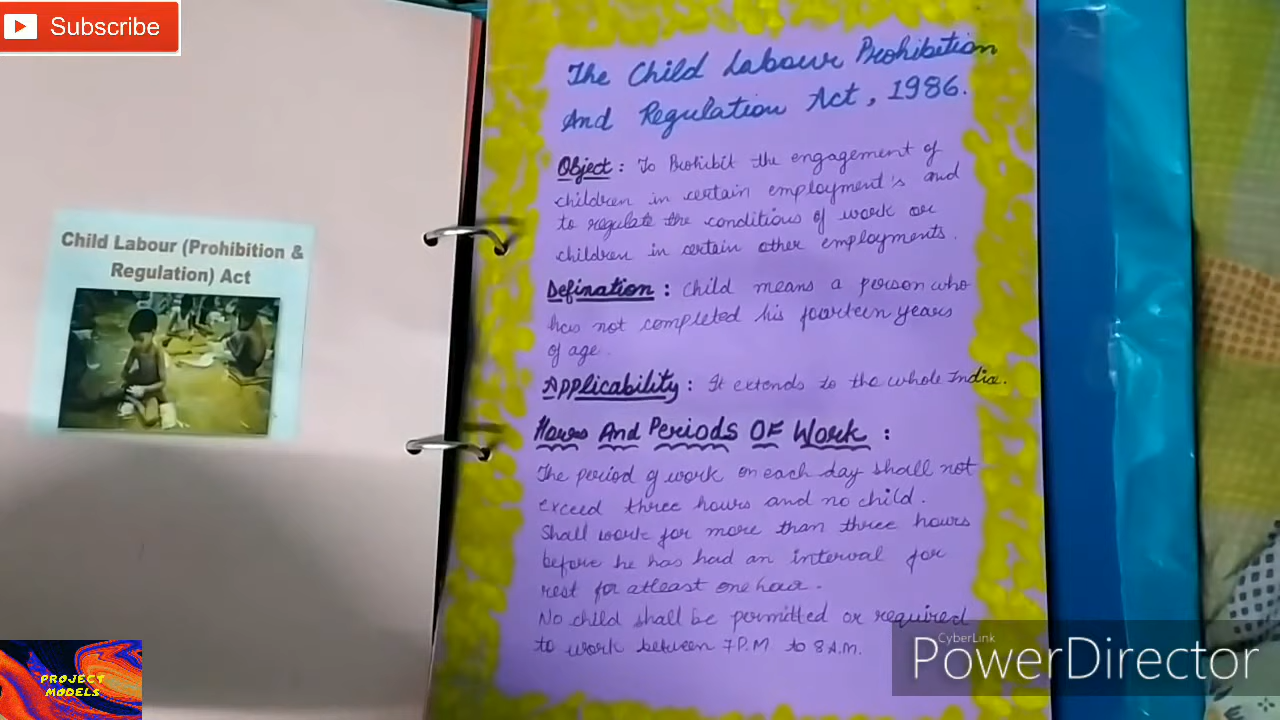 Subscribe
Child Labour (Prohibition &
Regulation) Act
PROJECT
MODELS
The Child Labour Prohibition
And Regulation Act, 1986.
Object: To Prohibit the engagement of
children in certain employment's and
to regulate the conditions of work or
children in certain other employments.
Defination: Child means a person who
has not completed his fourteen years
of age.
Applicability: It extends to the whole India.
Hours And Periods Of Work:
The period of work on each day shall not
exceed three hours and no child.
Shall work for more than three hours
before he has had an interval for
rest for atleast one hour.
No child shall be permitted or required
to work between 7P.M to 8A.M.
CyberLink
PowerDirector